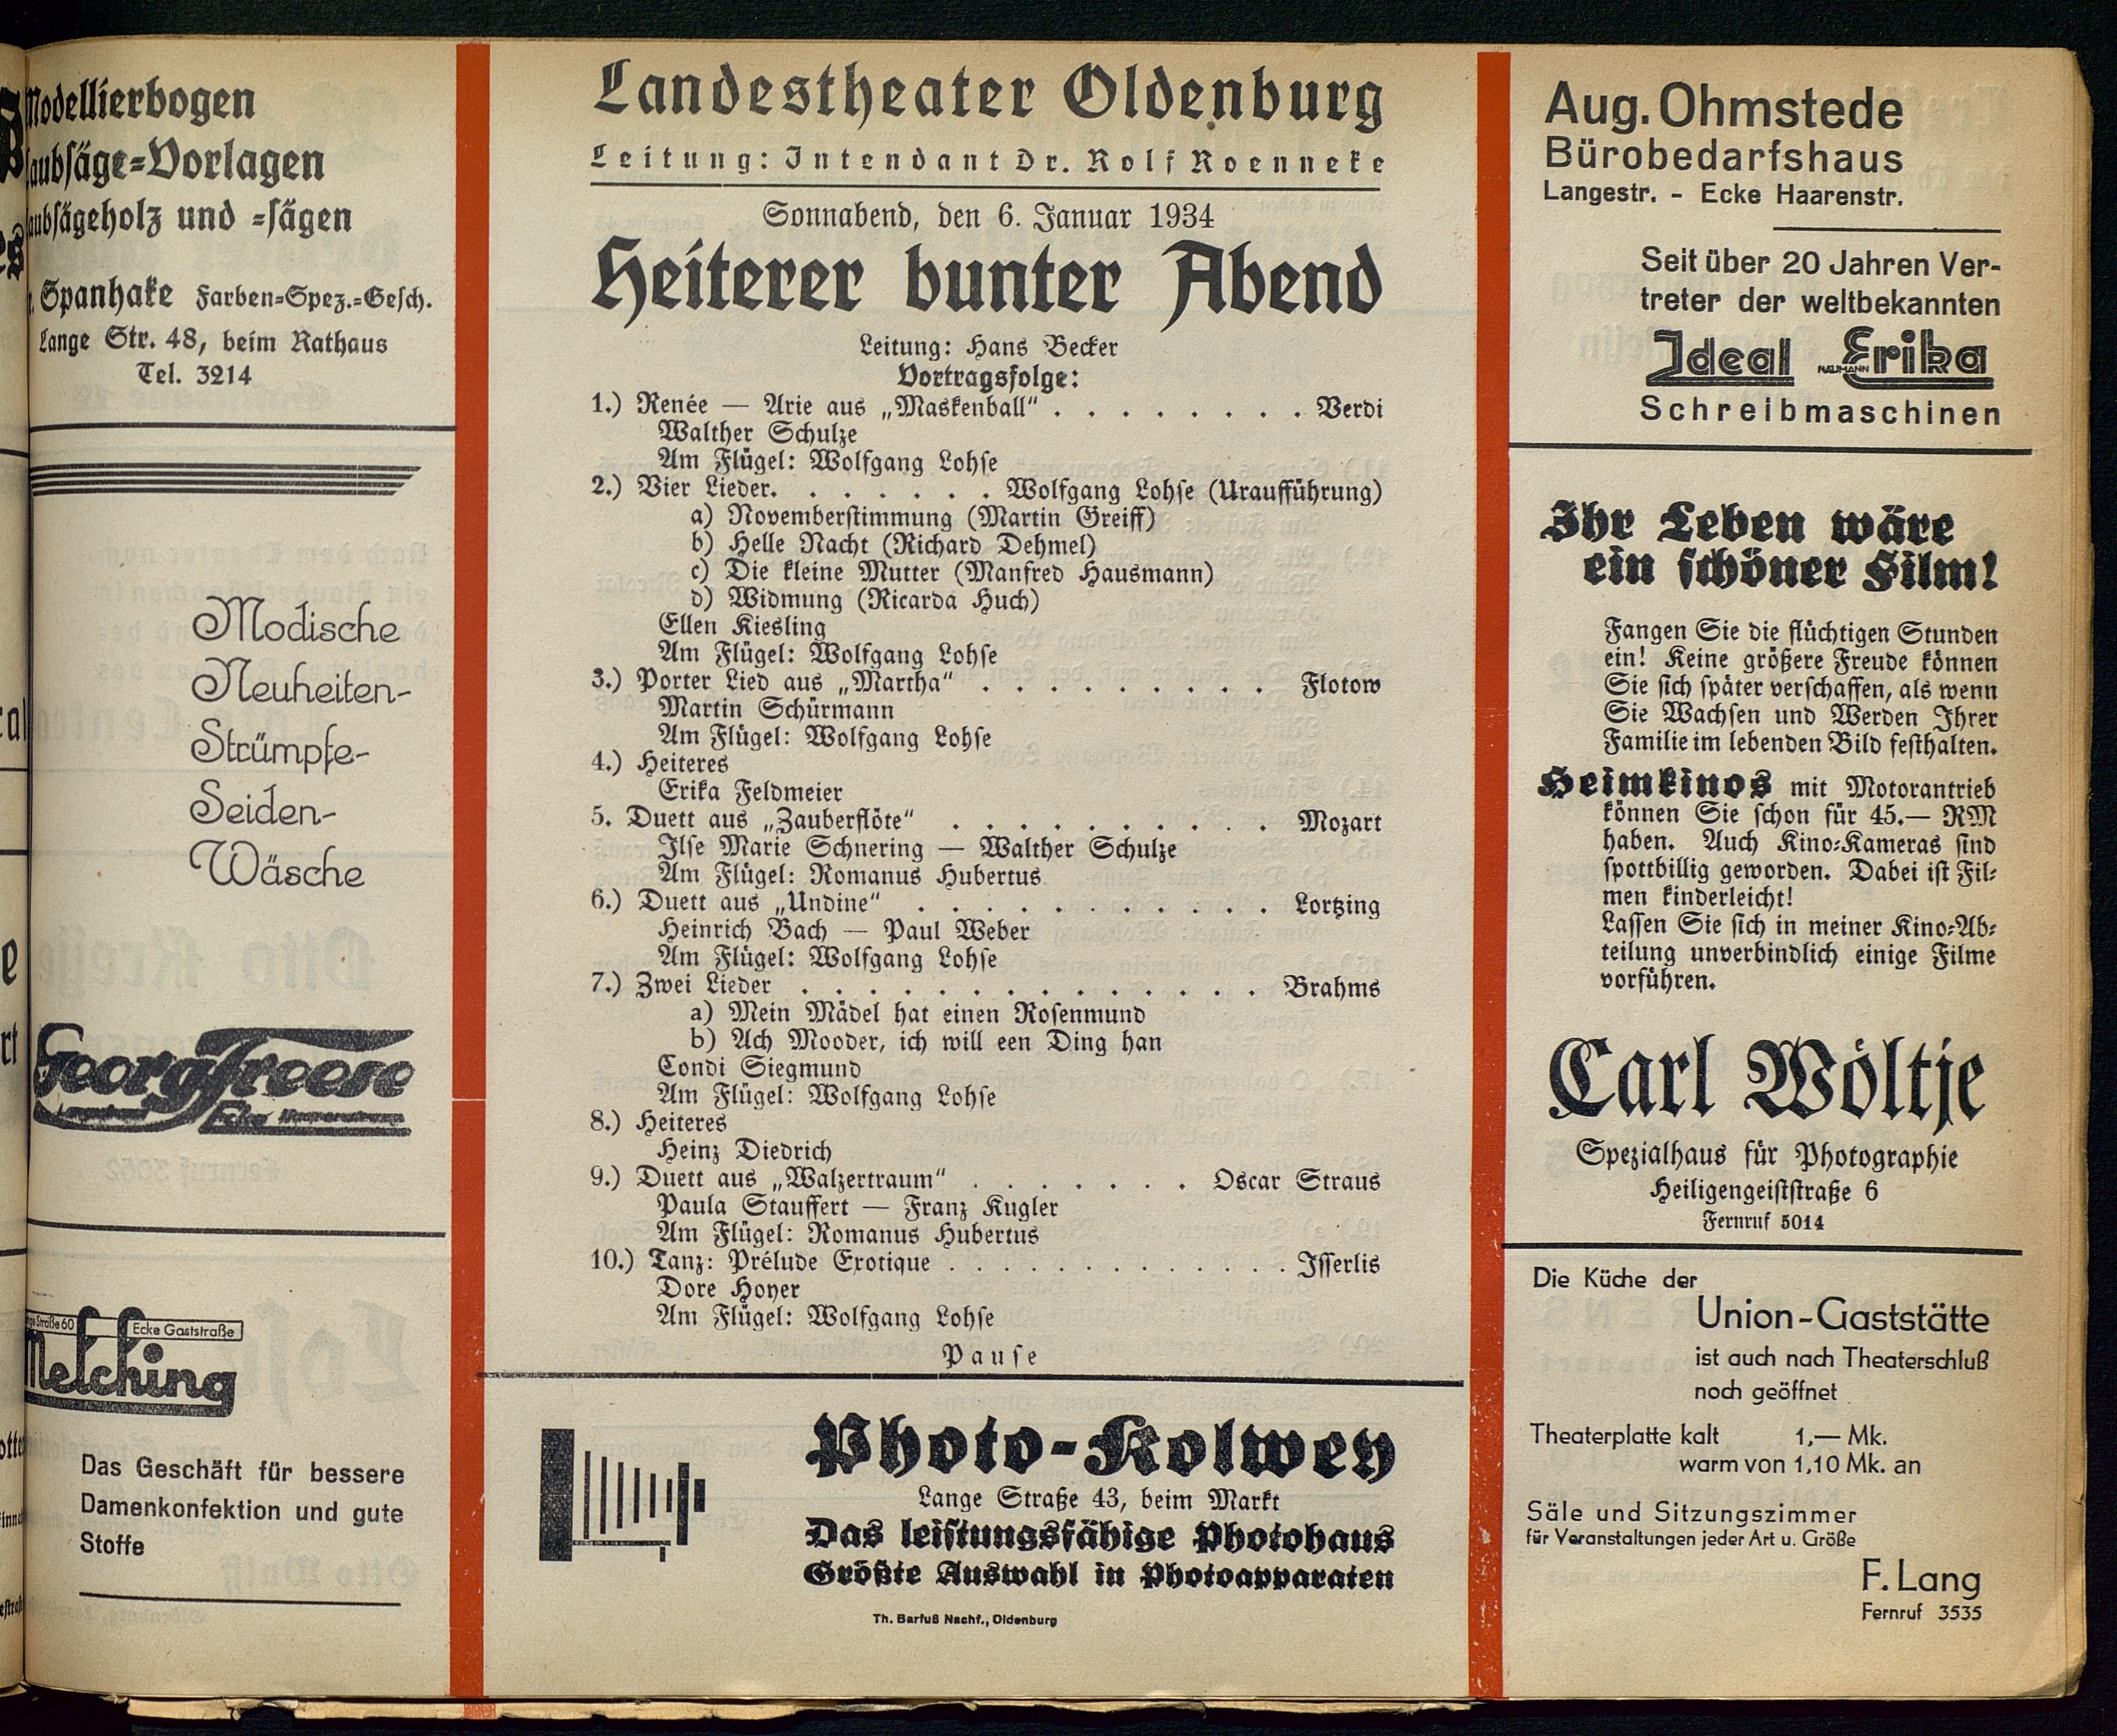 Modellierbogen
Laubsäge-Vorlagen
Laubsägeholz und -sägen
Spanhake Farben-Spez.-Gesch.
Lange Str. 48, beim Rathaus
Tel. 3214
Modische
Neuheiten-
Strümpfe-
Seiden-
Wäsche
Georg Freese
Ecke
Straße 60 Ecke Gaststraße
Melching
Das Geschäft für bessere
Damenkonfektion und gute
Stoffe
Landestheater Oldenburg
Leitung: Intendant Dr. Rolf Roenneke
Sonnabend, den 6. Januar 1934
Heiterer bunter Abend
Leitung: Hans Becker
Vortragsfolge:
1.) Renée — Arie aus „Maskenball“ . . . . . . . . Verdi
Walther Schulze
Am Flügel: Wolfgang Lohse
2.) Vier Lieder. . . . . . . . Wolfgang Lohse (Uraufführung)
a) Novemberstimmung (Martin Greiff)
b) Helle Nacht (Richard Dehmel)
c) Die kleine Mutter (Manfred Hausmann)
d) Widmung (Ricarda Huch)
Ellen Kiesling
Am Flügel: Wolfgang Lohse
3.) Porter Lied aus „Martha“ . . . . . . . . . Flotow
Martin Schürmann
Am Flügel: Wolfgang Lohse
4.) Heiteres
Erika Feldmeier
5. Duett aus „Zauberflöte“ . . . . . . . . . . Mozart
Ilse Marie Schnering — Walther Schulze
Am Flügel: Romanus Hubertus
6.) Duett aus „Undine“ . . . . . . . . . . . Lortzing
Heinrich Bach — Paul Weber
Am Flügel: Wolfgang Lohse
7.) Zwei Lieder . . . . . . . . . . . . . . Brahms
a) Mein Mädel hat einen Rosenmund
b) Ach Mooder, ich will een Ding han
Condi Siegmund
Am Flügel: Wolfgang Lohse
8.) Heiteres
Heinz Diedrich
9.) Duett aus „Walzertraum“ . . . . . . . Oscar Straus
Paula Stauffert — Franz Kugler
Am Flügel: Romanus Hubertus
10.) Tanz: Prélude Exotique . . . . . . . . . . . . . Isserlis
Dore Hoyer
Am Flügel: Wolfgang Lohse
Pause
Photo-Kolwey
Lange Straße 43, beim Markt
Das leistungsfähige Photohaus
Größte Auswahl in Photoapparaten
Th. Barfuß Nachf., Oldenburg
Aug. Ohmstede
Bürobedarfshaus
Langestr. - Ecke Haarenstr.
Seit über 20 Jahren Ver-
treter der weltbekannten
Ideal NAUMANN Erika
Schreibmaschinen
Ihr Leben wäre
ein schöner Film!
Fangen Sie die flüchtigen Stunden
ein! Keine größere Freude können
Sie sich später verschaffen, als wenn
Sie Wachsen und Werden Ihrer
Familie im lebenden Bild festhalten.
Heimkinos mit Motorantrieb
können Sie schon für 45.— RM
haben. Auch Kino-Kameras sind
spottbillig geworden. Dabei ist Fil-
men kinderleicht!
Lassen Sie sich in meiner Kino-Ab-
teilung unverbindlich einige Filme
vorführen.
Carl Wöltje
Spezialhaus für Photographie
Heiligengeiststraße 6
Fernruf 5014
Die Küche der
Union-Gaststätte
ist auch nach Theaterschluß
noch geöffnet
Theaterplatte kalt 1,— Mk.
warm von 1,10 Mk. an
Säle und Sitzungszimmer
für Veranstaltungen jeder Art u. Größe
F. Lang
Fernruf 3535